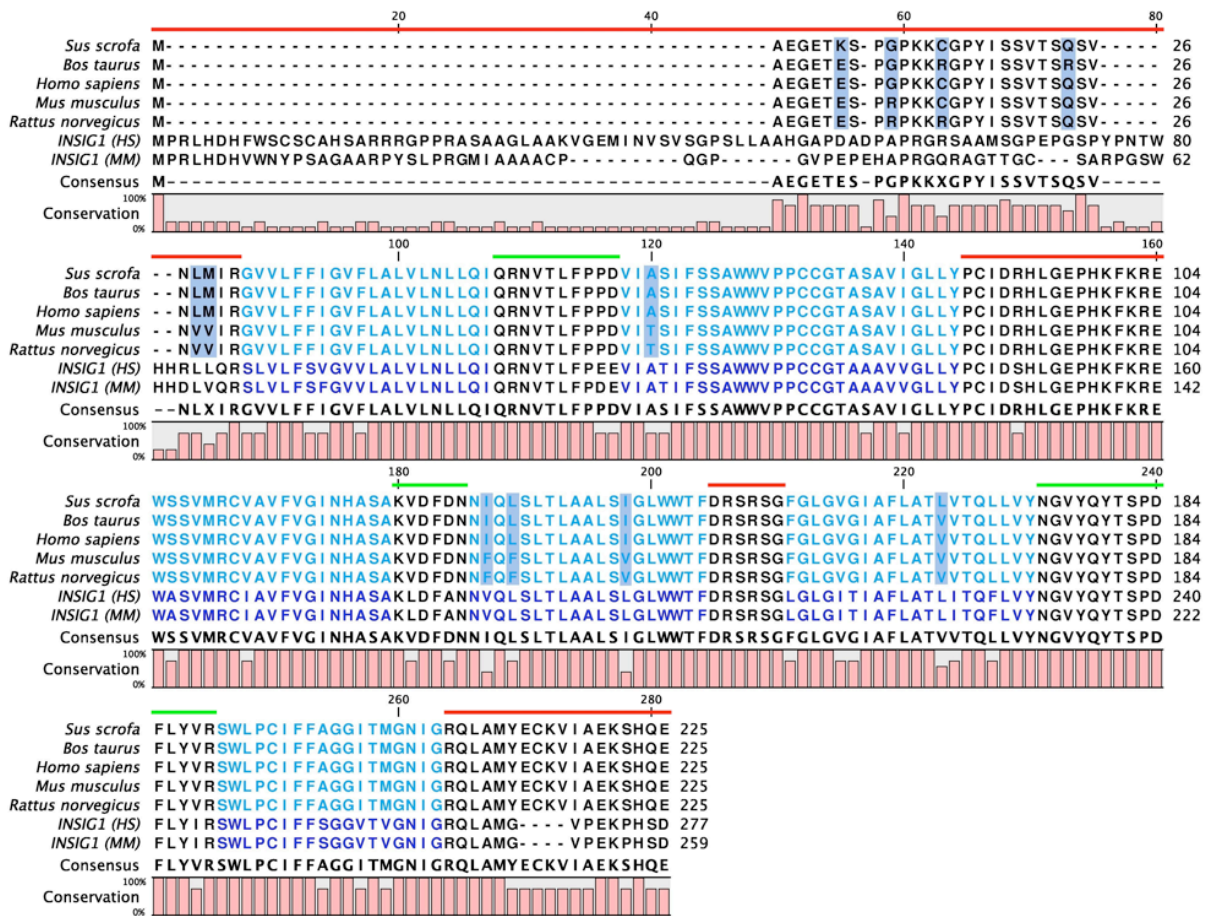 20 40 60 80
Sus scrofa M------------------------------------------------AEGETKS-PGPKKCGPYISSVTSQSV----- 26
Bos taurus M------------------------------------------------AEGETES-PGPKKRGPYISSVTSRSV----- 26
Homo sapiens M------------------------------------------------AEGETES-PGPKKCGPYISSVTSQSV----- 26
Mus musculus M------------------------------------------------AEGETES-PRPKKCGPYISSVTSQSV----- 26
Rattus norvegicus M------------------------------------------------AEGETES-PRPKKRGPYISSVTSQSV----- 26
INSIG1 (HS) MPRLHDHFWSCSCAHSARRRGPPRASAAGLAAKVGEMINVSVSGPSLLAAHGAPDADPAPRGRSAAMSGPEPGSPYPNTW 80
INSIG1 (MM) MPRLHDHVWNYPSAGAARPYSLPRGMIAAAACP---------QGP------GVPEPEHAPRGQRAGTTGC---SARPGSW 62
Consensus M------------------------------------------------AEGETES-PGPKKXGPYISSVTSQSV-----
100%
Conservation
0%
100 120 140 160
Sus scrofa --NLMIRGVVLFFIGVFLALVLNLLQIQRNVTLFPPDVIASIFSSAWWVPPCCGTASAVIGLLYPCIDRHLGEPHKFKRE 104
Bos taurus --NLMIRGVVLFFIGVFLALVLNLLQIQRNVTLFPPDVIASIFSSAWWVPPCCGTASAVIGLLYPCIDRHLGEPHKFKRE 104
Homo sapiens --NLMIRGVVLFFIGVFLALVLNLLQIQRNVTLFPPDVIASIFSSAWWVPPCCGTASAVIGLLYPCIDRHLGEPHKFKRE 104
Mus musculus --NVVIRGVVLFFIGVFLALVLNLLQIQRNVTLFPPDVITSIFSSAWWVPPCCGTASAVIGLLYPCIDRHLGEPHKFKRE 104
Rattus norvegicus --NVVIRGVVLFFIGVFLALVLNLLQIQRNVTLFPPDVITSIFSSAWWVPPCCGTASAVIGLLYPCIDRHLGEPHKFKRE 104
INSIG1 (HS) HHRLLQRSLVLFSVGVVLALVLNLLQIQRNVTLFPEEVIATIFSSAWWVPPCCGTAAAVVGLLYPCIDSHLGEPHKFKRE 160
INSIG1 (MM) HHDLVQRSLVLFSFGVVLALVLNLLQIQRNVTLFPDEVIATIFSSAWWVPPCCGTAAAVVGLLYPCIDSHLGEPHKFKRE 142
Consensus --NLXIRGVVLFFIGVFLALVLNLLQIQRNVTLFPPDVIASIFSSAWWVPPCCGTASAVIGLLYPCIDRHLGEPHKFKRE
100%
Conservation
0%
180 200 220 240
Sus scrofa WSSVMRCVAVFVGINHASAKVDFDNNIQLSLTLAALSIGLWWTFDRSRSGFGLGVGIAFLATLVTQLLVYNGVYQYTSPD 184
Bos taurus WSSVMRCVAVFVGINHASAKVDFDNNIQLSLTLAALSIGLWWTFDRSRSGFGLGVGIAFLATVVTQLLVYNGVYQYTSPD 184
Homo sapiens WSSVMRCVAVFVGINHASAKVDFDNNIQLSLTLAALSIGLWWTFDRSRSGFGLGVGIAFLATVVTQLLVYNGVYQYTSPD 184
Mus musculus WSSVMRCVAVFVGINHASAKVDFDNNFQFSLTLAALSVGLWWTFDRSRSGFGLGVGIAFLATVVTQLLVYNGVYQYTSPD 184
Rattus norvegicus WSSVMRCVAVFVGINHASAKVDFDNNFQFSLTLAALSVGLWWTFDRSRSGFGLGVGIAFLATVVTQLLVYNGVYQYTSPD 184
INSIG1 (HS) WASVMRCIAVFVGINHASAKLDFANNVQLSLTLAALSLGLWWTFDRSRSGLGLGITIAFLATLITQFLVYNGVYQYTSPD 240
INSIG1 (MM) WASVMRCIAVFVGINHASAKLDFANNVQLSLTLAALSLGLWWTFDRSRSGLGLGITIAFLATLITQFLVYNGVYQYTSPD 222
Consensus WSSVMRCVAVFVGINHASAKVDFDNNIQLSLTLAALSIGLWWTFDRSRSGFGLGVGIAFLATVVTQLLVYNGVYQYTSPD
100%
Conservation
0%
260 280
Sus scrofa FLYVRSWLPCIFFAGGITMGNIGRQLAMYECKVIAEKSHQE 225
Bos taurus FLYVRSWLPCIFFAGGITMGNIGRQLAMYECKVIAEKSHQE 225
Homo sapiens FLYVRSWLPCIFFAGGITMGNIGRQLAMYECKVIAEKSHQE 225
Mus musculus FLYVRSWLPCIFFAGGITMGNIGRQLAMYECKVIAEKSHQE 225
Rattus norvegicus FLYVRSWLPCIFFAGGITMGNIGRQLAMYECKVIAEKSHQE 225
INSIG1 (HS) FLYIRSWLPCIFFSGGVTVGNIGRQLAMG----VPEKPHSD 277
INSIG1 (MM) FLYIRSWLPCIFFSGGVTVGNIGRQLAMG----VPEKPHSD 259
Consensus FLYVRSWLPCIFFAGGITMGNIGRQLAMYECKVIAEKSHQE
100%
Conservation
0%